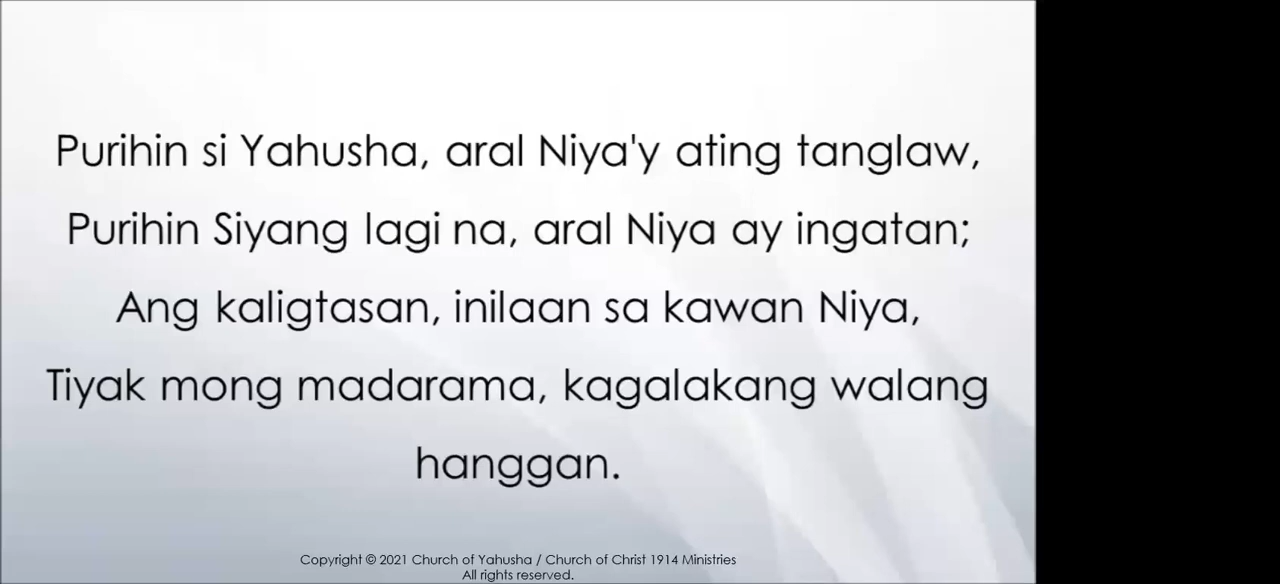 Purihin si Yahusha, aral Niya'y ating tanglaw,
Purihin Siyang lagi na, aral Niya ay ingatan;
Ang kaligtasan, inilaan sa kawan Niya,
Tiyak mong madarama, kagalakang walang
hanggan.
Copyright © 2021 Church of Yahusha / Church of Christ 1914 Ministries
All rights reserved.